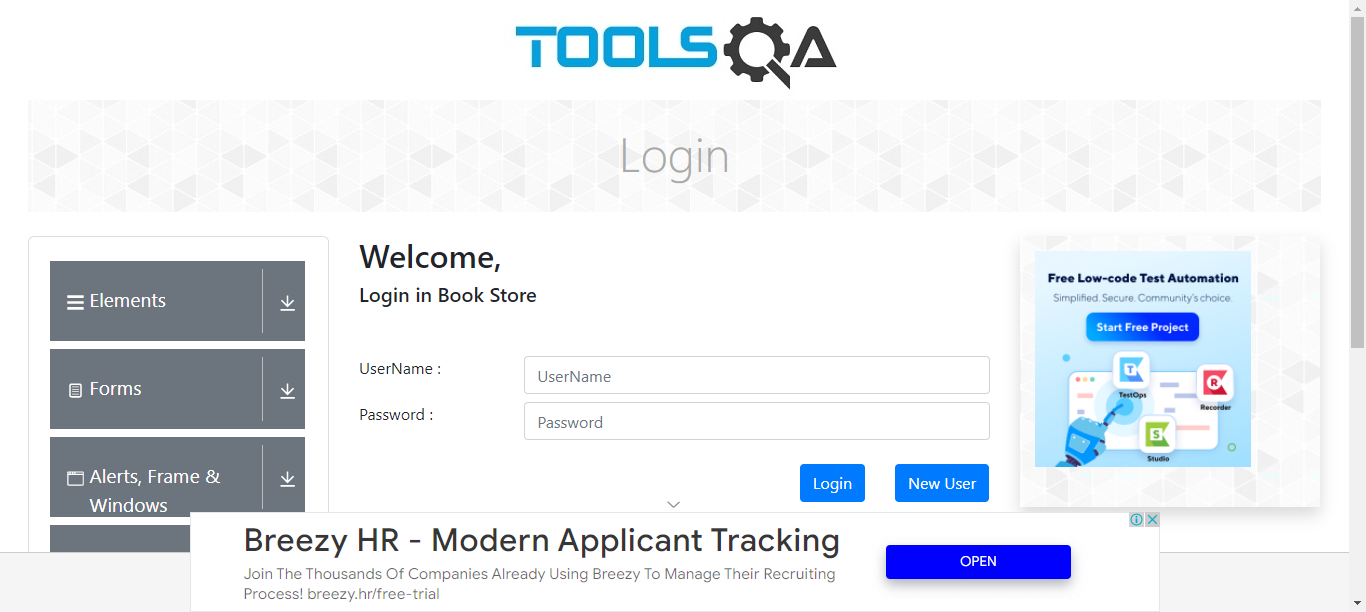 TOOLSQA
Login
Elements
Forms
Alerts, Frame &
Windows
Welcome,
Login in Book Store
UserName :
UserName
Password :
Password
Login
New User
Free Low-code Test Automation
Simplified. Secure. Community's choice.
Start Free Project
T
TestOps
R
Recorder
S
Studio
Breezy HR - Modern Applicant Tracking
Join The Thousands Of Companies Already Using Breezy To Manage Their Recruiting
Process! breezy.hr/free-trial
OPEN